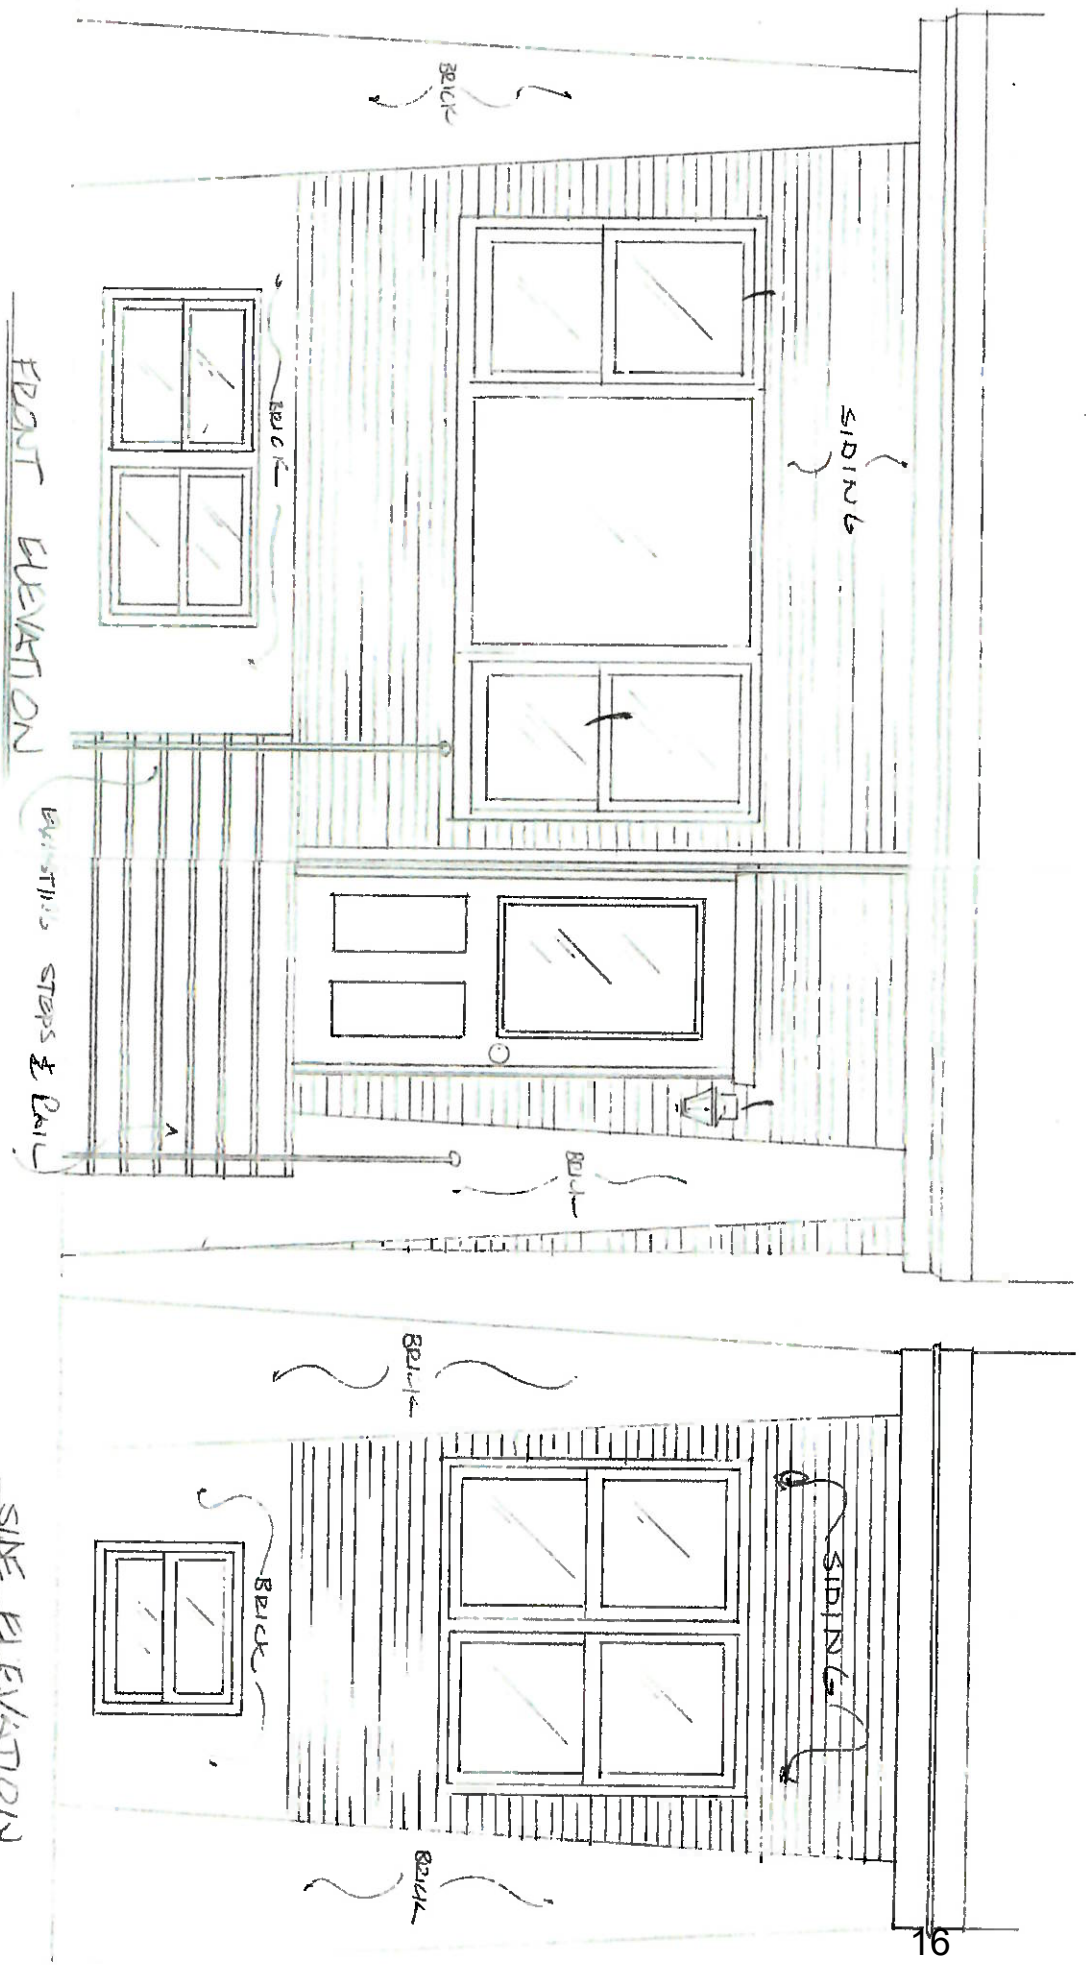 BRICK
SIDING
BRICK
BRICK
FRONT ELEVATION
EXISTING STEPS & RAIL
BRICK
SIDING
BRICK
BRICK
SIDE ELEVATION
16